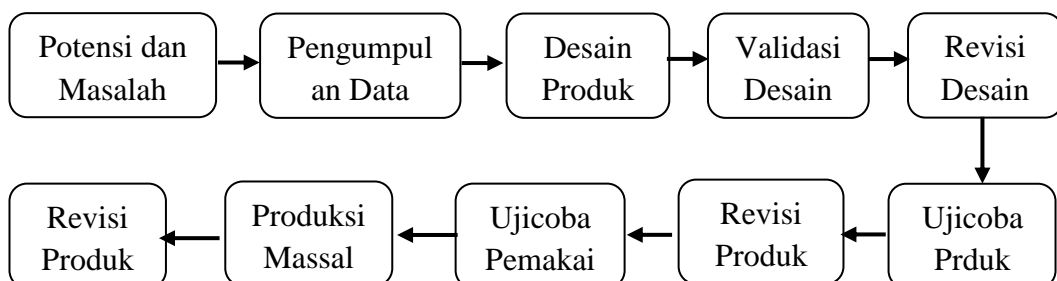 Potensi dan
Masalah
Pengumpul
an Data
Desain
Produk
Validasi
Desain
Revisi
Desain
Ujicoba
Prduk
Revisi
Produk
Ujicoba
Pemakai
Produksi
Massal
Revisi
Produk